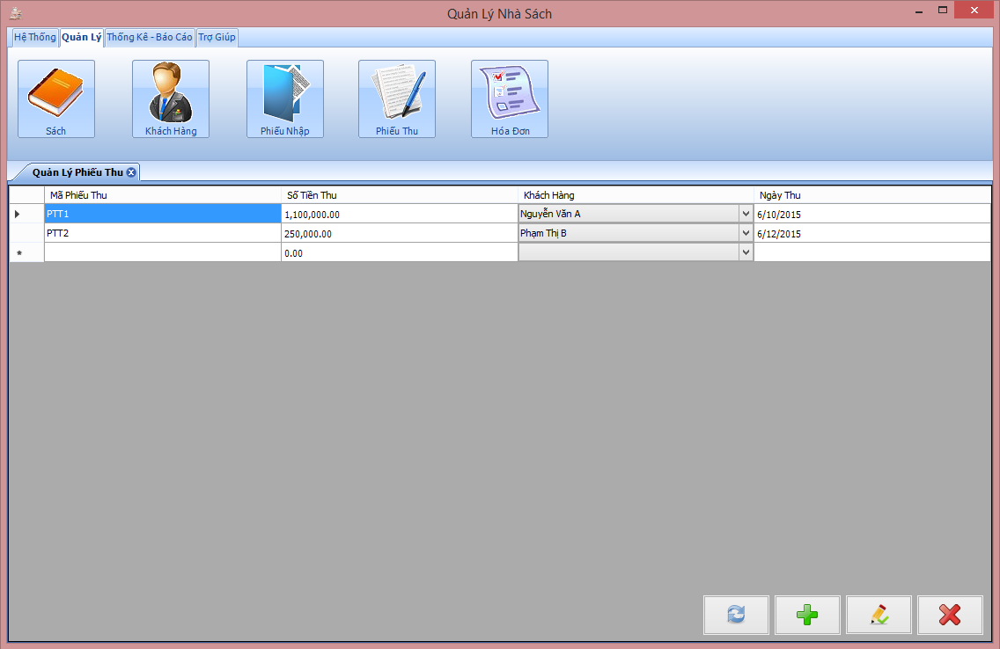 Quản Lý Nhà Sách
Hệ Thống Quản Lý Thống Kê - Báo Cáo Trợ Giúp
Sách Khách Hàng Phiếu Nhập Phiếu Thu Hóa Đơn
Quản Lý Phiếu Thu
Mã Phiếu Thu Số Tiền Thu Khách Hàng Ngày Thu
PTT1 1,100,000.00 Nguyễn Văn A 6/10/2015
PTT2 250,000.00 Phạm Thị B 6/12/2015
0.00